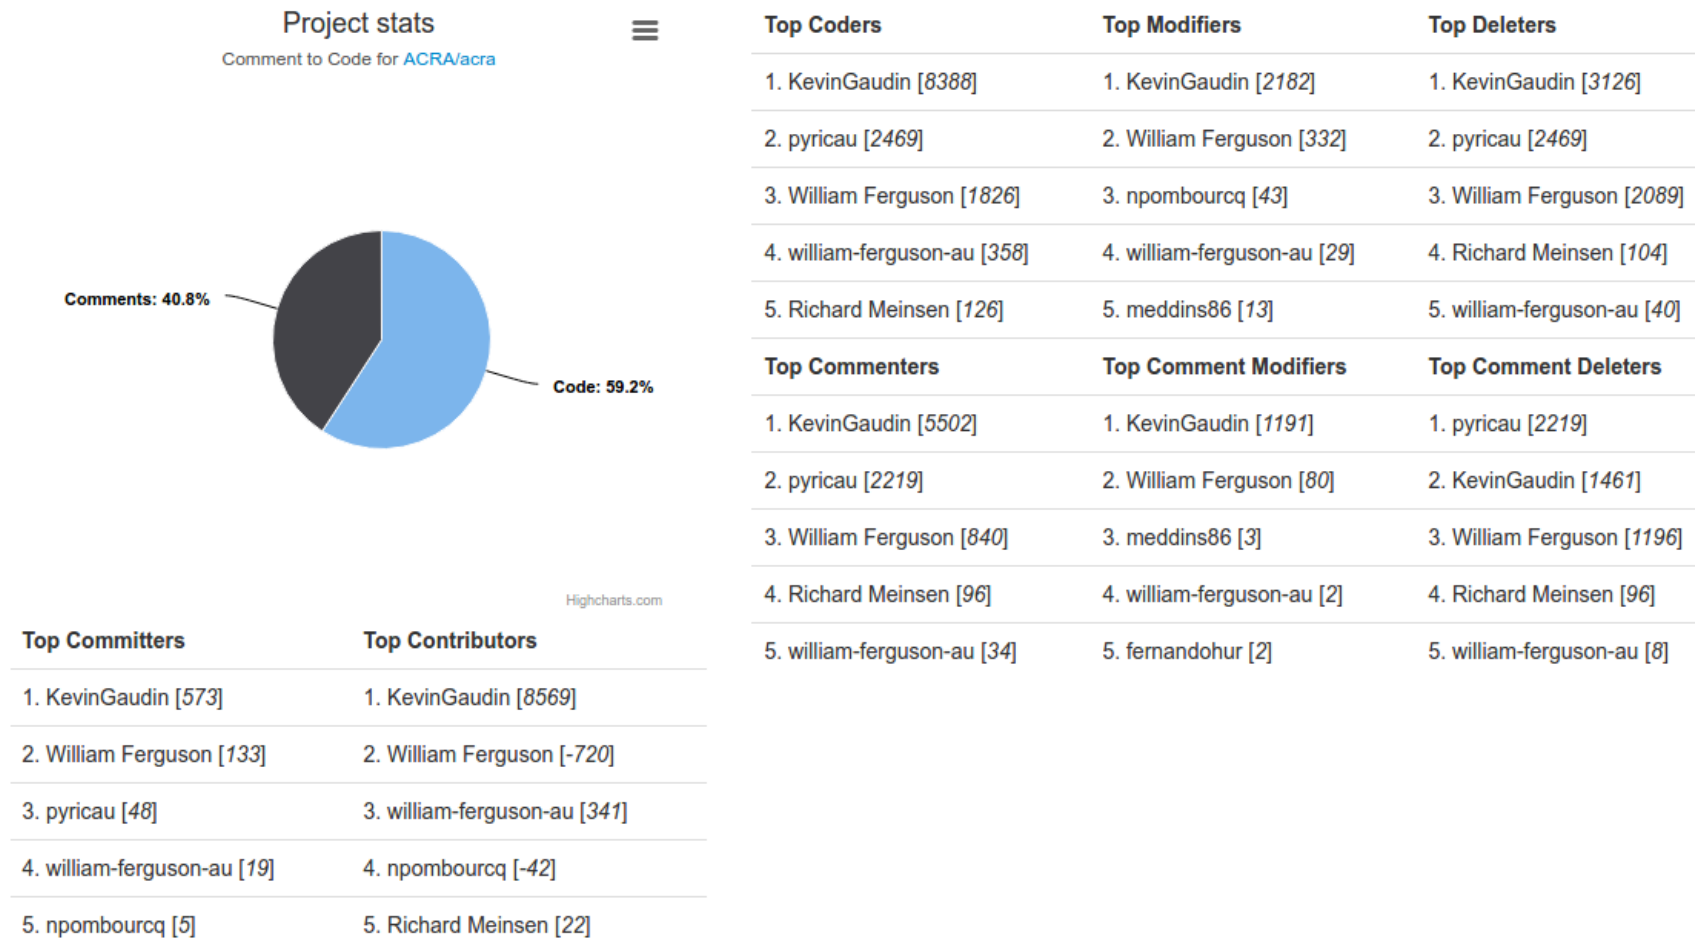 Project stats
Comment to Code for ACRA/acra
Comments: 40.8%
Code: 59.2%
Highcharts.com
Top Committers Top Contributors
1. KevinGaudin [573] 1. KevinGaudin [8569]
2. William Ferguson [133] 2. William Ferguson [-720]
3. pyricau [48] 3. william-ferguson-au [341]
4. william-ferguson-au [19] 4. npombourcq [-42]
5. npombourcq [5] 5. Richard Meinsen [22]
Top Coders Top Modifiers Top Deleters
1. KevinGaudin [8388] 1. KevinGaudin [2182] 1. KevinGaudin [3126]
2. pyricau [2469] 2. William Ferguson [332] 2. pyricau [2469]
3. William Ferguson [1826] 3. npombourcq [43] 3. William Ferguson [2089]
4. william-ferguson-au [358] 4. william-ferguson-au [29] 4. Richard Meinsen [104]
5. Richard Meinsen [126] 5. meddins86 [13] 5. william-ferguson-au [40]
Top Commenters Top Comment Modifiers Top Comment Deleters
1. KevinGaudin [5502] 1. KevinGaudin [1191] 1. pyricau [2219]
2. pyricau [2219] 2. William Ferguson [80] 2. KevinGaudin [1461]
3. William Ferguson [840] 3. meddins86 [3] 3. William Ferguson [1196]
4. Richard Meinsen [96] 4. william-ferguson-au [2] 4. Richard Meinsen [96]
5. william-ferguson-au [34] 5. fernandohur [2] 5. william-ferguson-au [8]